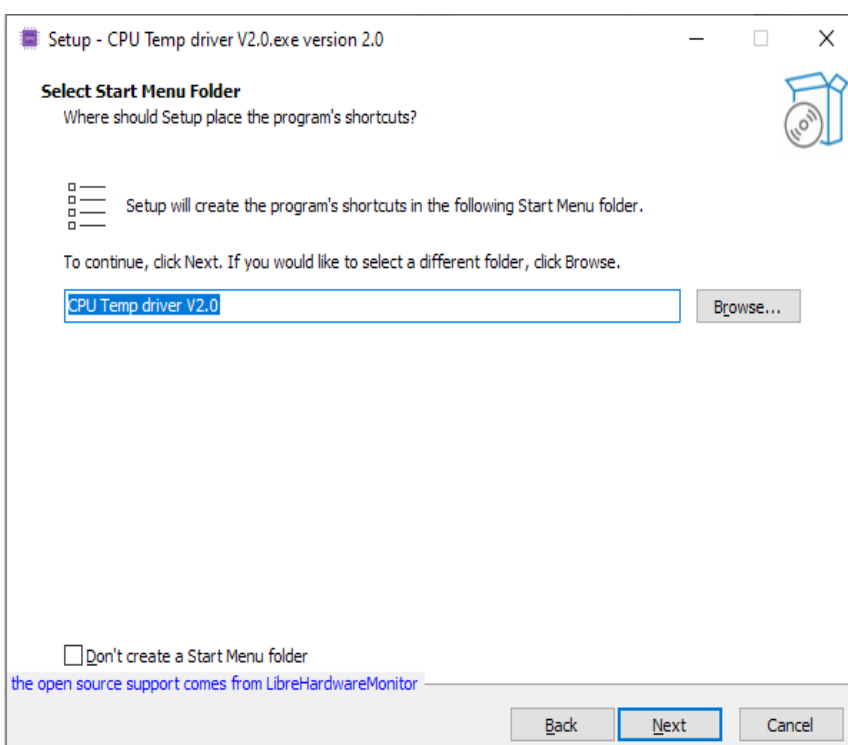 Setup - CPU Temp driver V2.0.exe version 2.0
Select Start Menu Folder
Where should Setup place the program's shortcuts?
Setup will create the program's shortcuts in the following Start Menu folder.
To continue, click Next. If you would like to select a different folder, click Browse.
CPU Temp driver V2.0
Browse...
Don't create a Start Menu folder
the open source support comes from LibreHardwareMonitor
Back
Next
Cancel